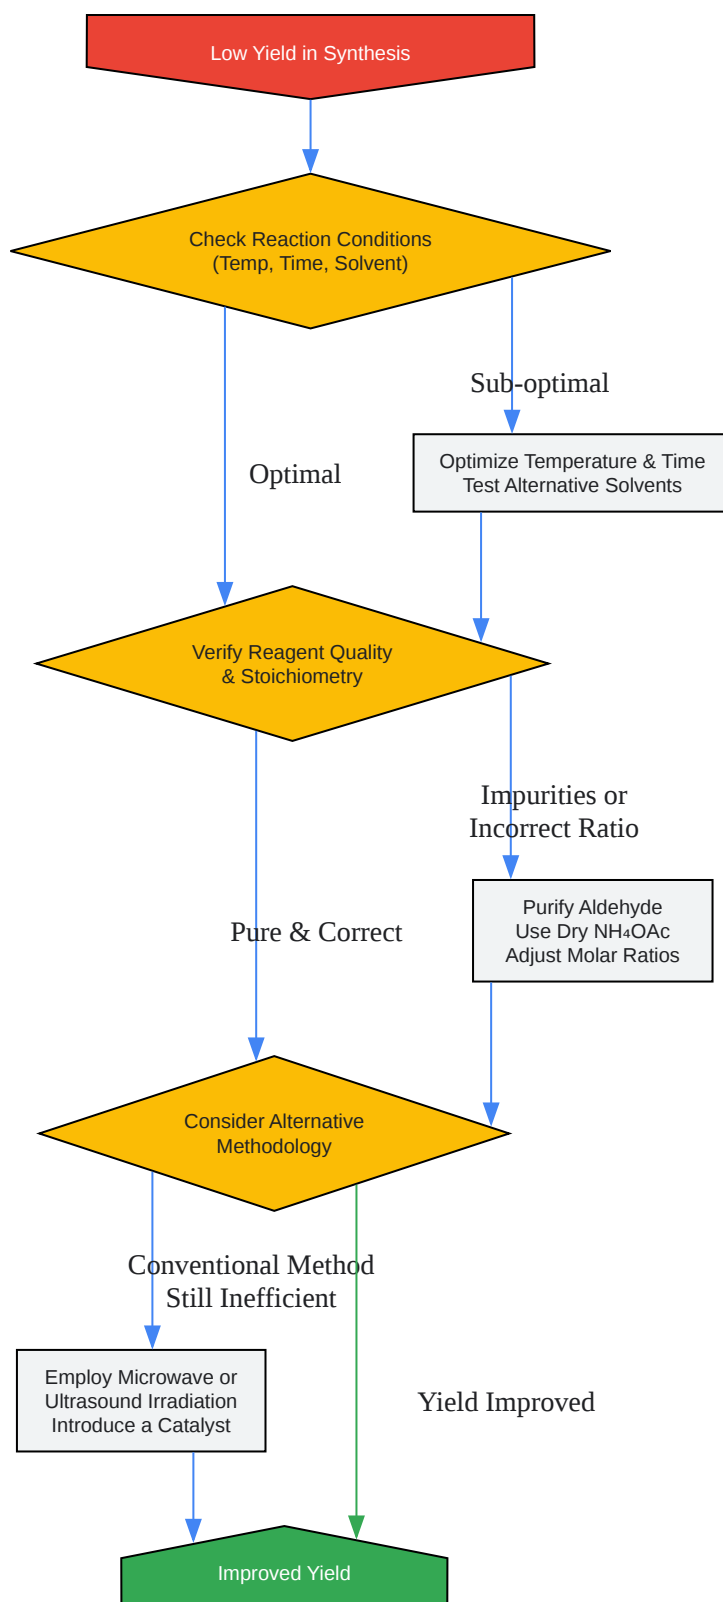 Low Yield in Synthesis
Check Reaction Conditions
(Temp, Time, Solvent)
Sub-optimal
Optimal
Optimize Temperature & Time
Test Alternative Solvents
Verify Reagent Quality
& Stoichiometry
Impurities or
Incorrect Ratio
Pure & Correct
Purify Aldehyde
Use Dry NH₄OAc
Adjust Molar Ratios
Consider Alternative
Methodology
Conventional Method
Still Inefficient
Employ Microwave or
Ultrasound Irradiation
Introduce a Catalyst
Yield Improved
Improved Yield